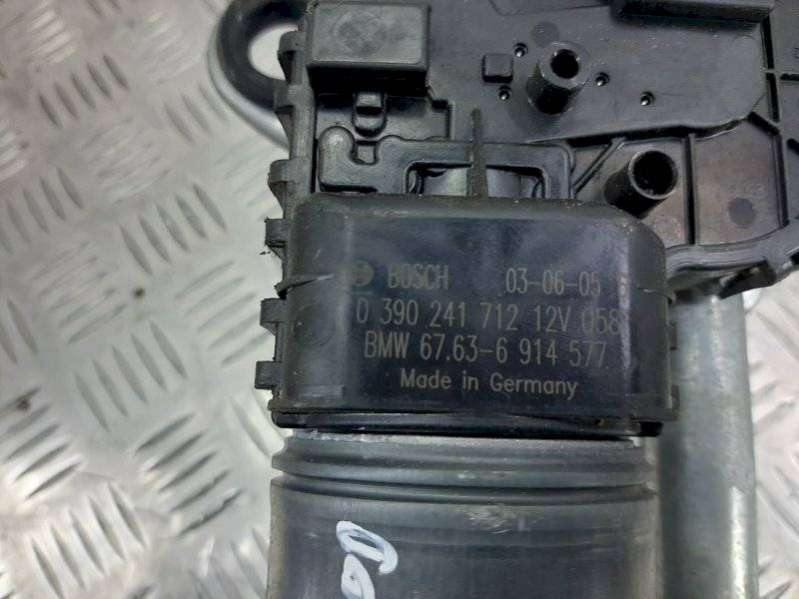 BOSCH 03-06-05
0 390 241 712 12V 058
BMW 67.63-6 914 577
Made in Germany